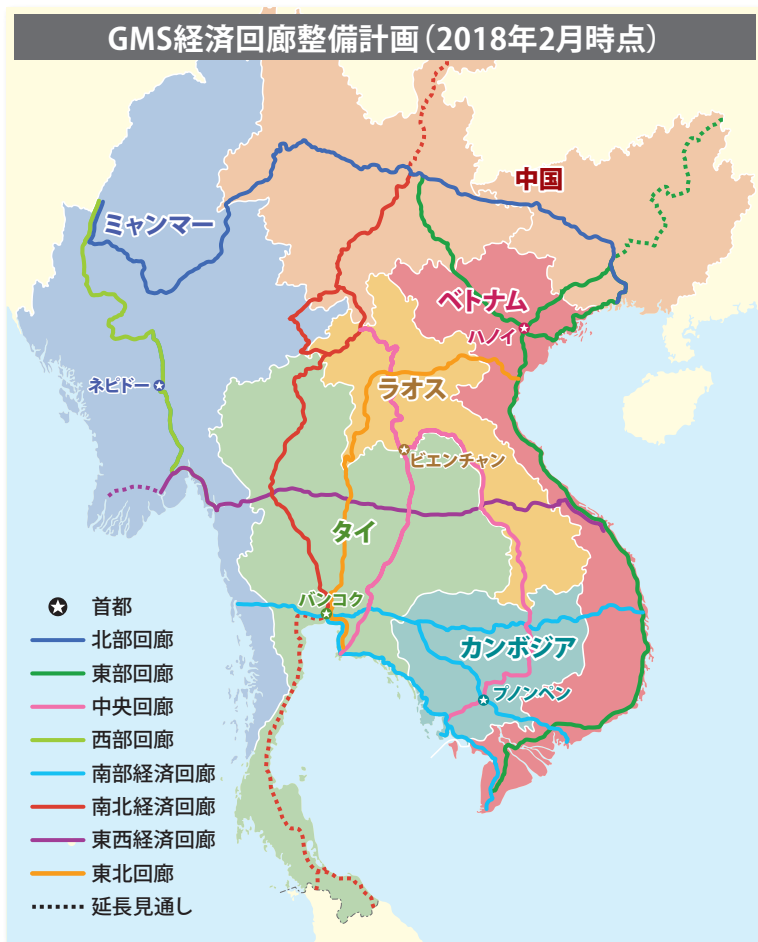 GMS経済回廊整備計画（2018年2月時点）
中国
ミャンマー
ベトナム
ハノイ
ネピドー
ラオス
ビエンチャン
タイ
バンコク
カンボジア
プノンペン
首都
北部回廊
東部回廊
中央回廊
西部回廊
南部経済回廊
南北経済回廊
東西経済回廊
東北回廊
延長見通し